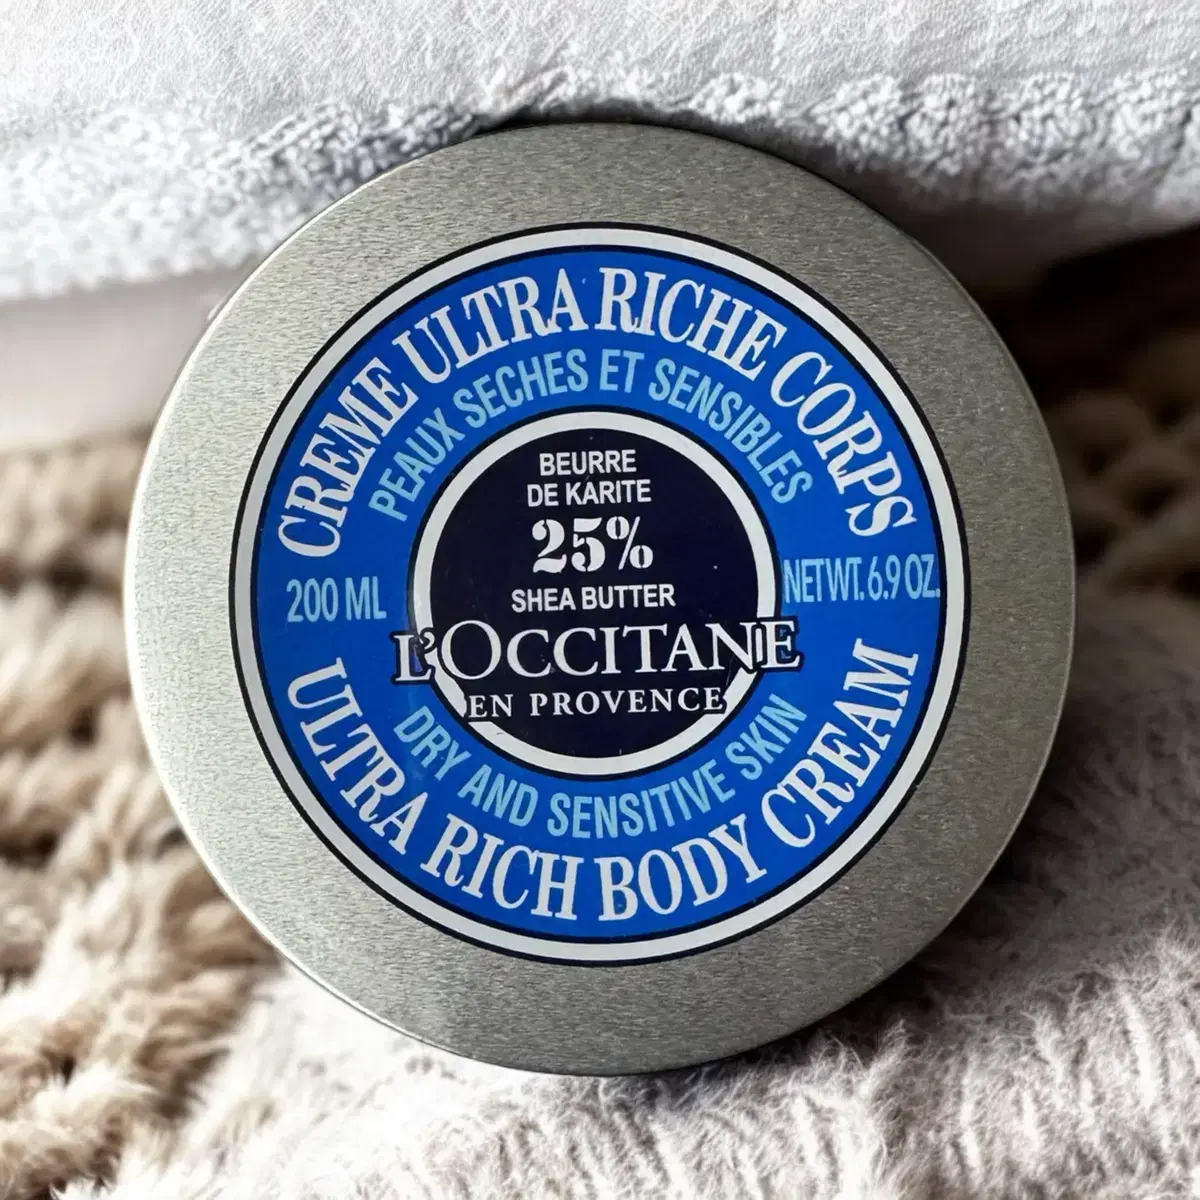 CREME ULTRA RICHE CORPS
PEAUX SECHES ET SENSIBLES
BEURRE
DE KARITE
25%
SHEA BUTTER
200 ML
NET WT. 6.9 OZ.
L'OCCITANE
EN PROVENCE
DRY AND SENSITIVE SKIN
ULTRA RICH BODY CREAM